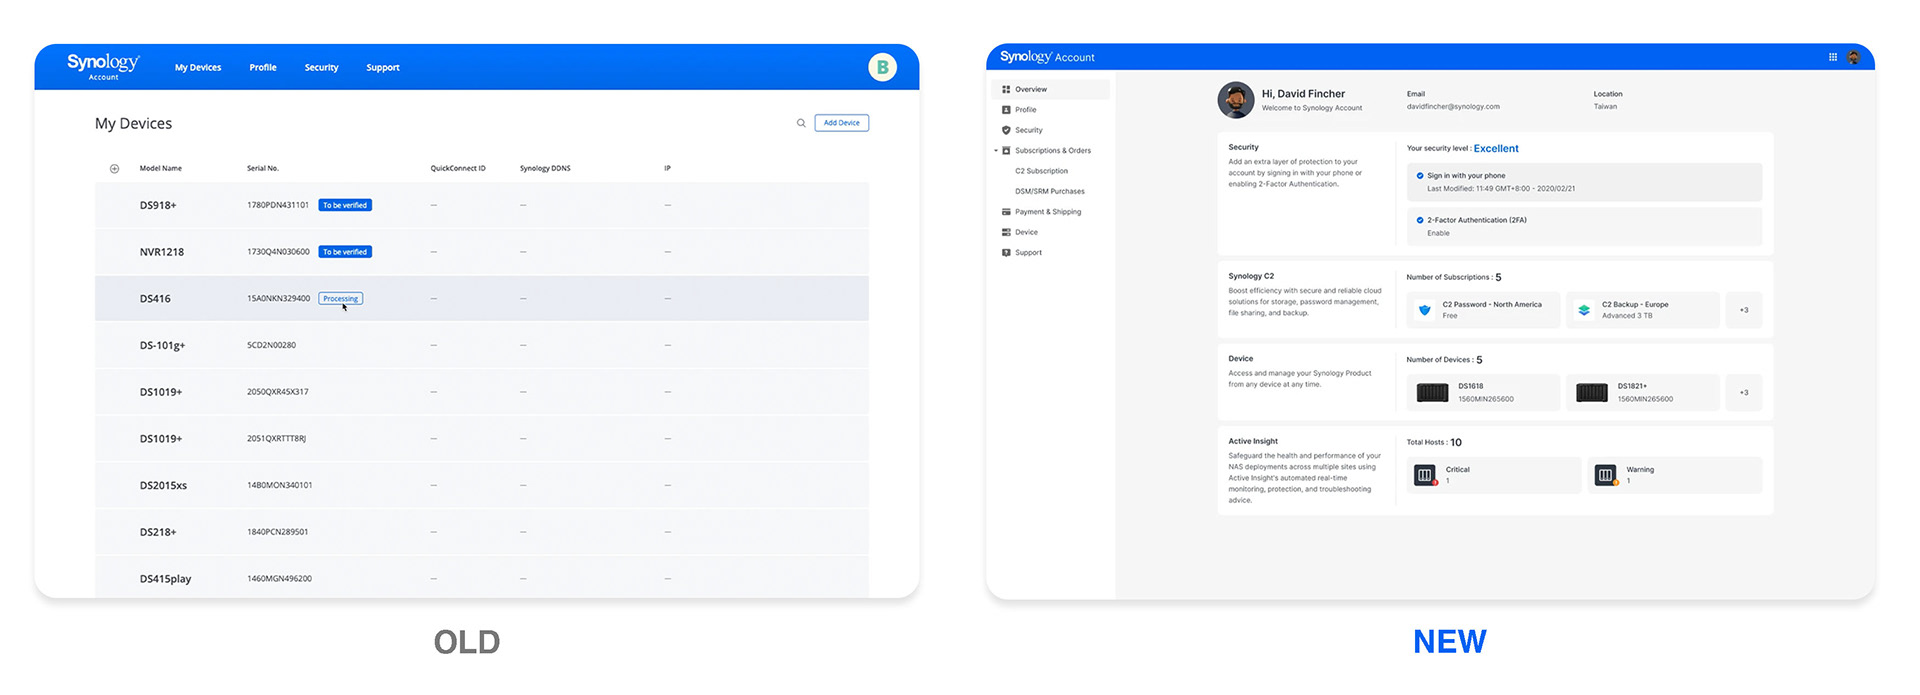 Synology
Account
My Devices Profile Security Support
B
My Devices
Add Device
Model Name Serial No. QuickConnect ID Synology DDNS IP
DS918+ 1780PDN431101 To be verified — — —
NVR1218 1730Q4N030600 To be verified — — —
DS416 15A0NKN329400 Processing
DS-101g+ 5CD2N00280 — — —
DS1019+ 2050QXR45X317 — — —
DS1019+ 2051QXRTTT8RJ — — —
DS2015xs 14B0MON340101 — — —
DS218+ 1840PCN289501 — — —
DS415play 1460MGN496200 — — —
OLD
Synology Account
Overview
Profile
Security
Subscriptions & Orders
C2 Subscription
DSM/SRM Purchases
Payment & Shipping
Device
Support
Hi, David Fincher
Welcome to Synology Account
Email
davidfincher@synology.com
Location
Taiwan
Security
Add an extra layer of protection to your
account by signing in with your phone or
enabling 2-Factor Authentication.
Your security level : Excellent
Sign in with your phone
Last Modified: 11:49 GMT+8:00 - 2020/02/21
2-Factor Authentication (2FA)
Enable
Synology C2
Boost efficiency with secure and reliable cloud
solutions for storage, password management,
file sharing, and backup.
Number of Subscriptions : 5
C2 Password - North America
Free
C2 Backup - Europe
Advanced 3 TB
+3
Device
Access and manage your Synology Product
from any device at any time.
Number of Devices : 5
DS1618
1560MIN265600
DS1821+
1560MIN265600
+3
Active Insight
Safeguard the health and performance of your
NAS deployments across multiple sites using
Active Insight's automated real-time
monitoring, protection, and troubleshooting
advice.
Total Hosts : 10
Critical
1
Warning
1
NEW